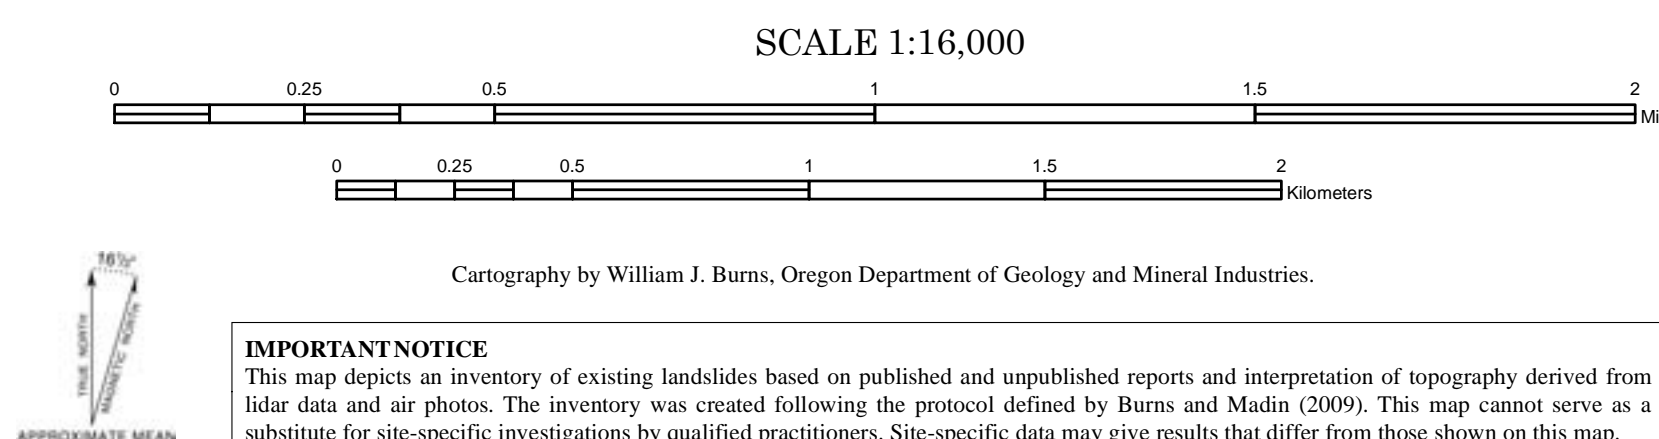 SCALE 1:16,000
0 0.25 0.5 1 1.5 2
Mi
0 0.25 0.5 1 1.5 2
Kilometers
16½°
TRUE NORTH
MAGNETIC NORTH
APPROXIMATE MEAN
Cartography by William J. Burns, Oregon Department of Geology and Mineral Industries.
IMPORTANT NOTICE
This map depicts an inventory of existing landslides based on published and unpublished reports and interpretation of topography derived from
lidar data and air photos. The inventory was created following the protocol defined by Burns and Madin (2009). This map cannot serve as a
substitute for site-specific investigations by qualified practitioners. Site-specific data may give results that differ from those shown on this map.